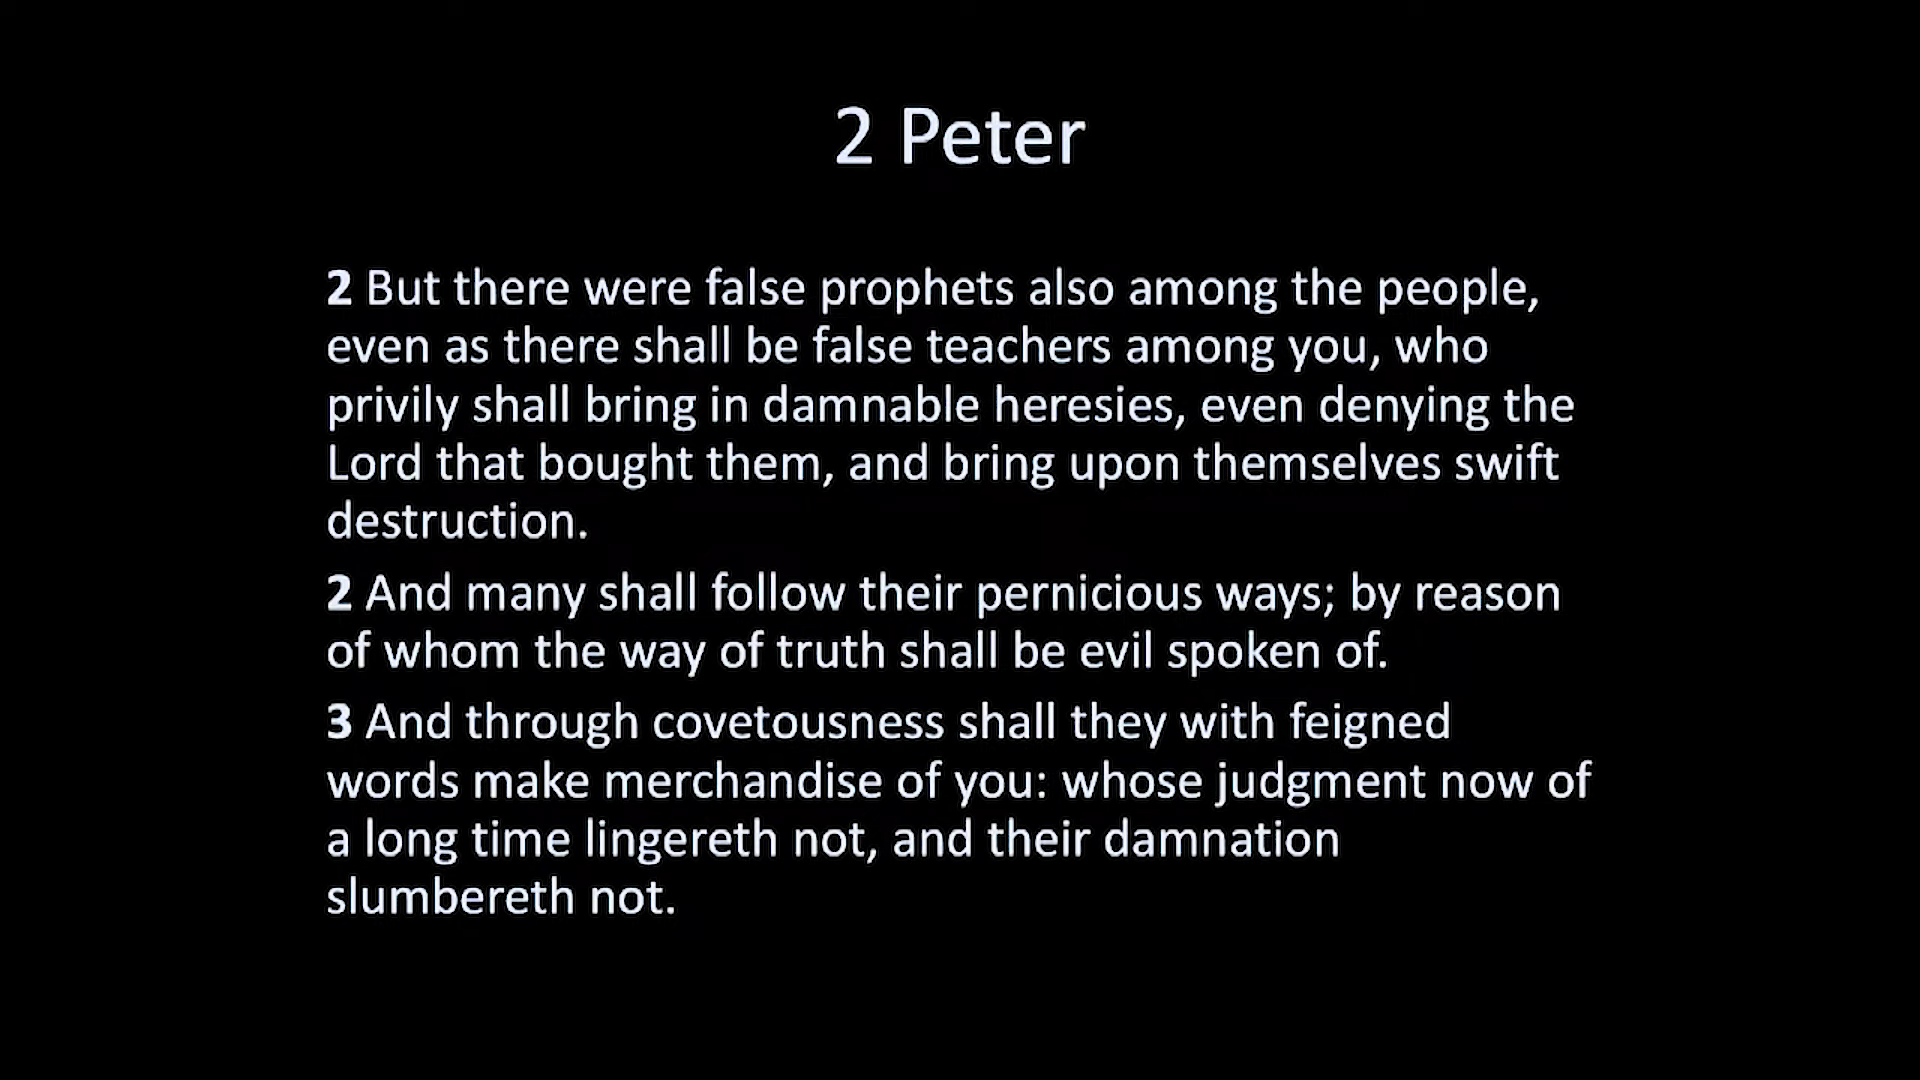 2 Peter
2 But there were false prophets also among the people,
even as there shall be false teachers among you, who
privily shall bring in damnable heresies, even denying the
Lord that bought them, and bring upon themselves swift
destruction.
2 And many shall follow their pernicious ways; by reason
of whom the way of truth shall be evil spoken of.
3 And through covetousness shall they with feigned
words make merchandise of you: whose judgment now of
a long time lingereth not, and their damnation
slumbereth not.